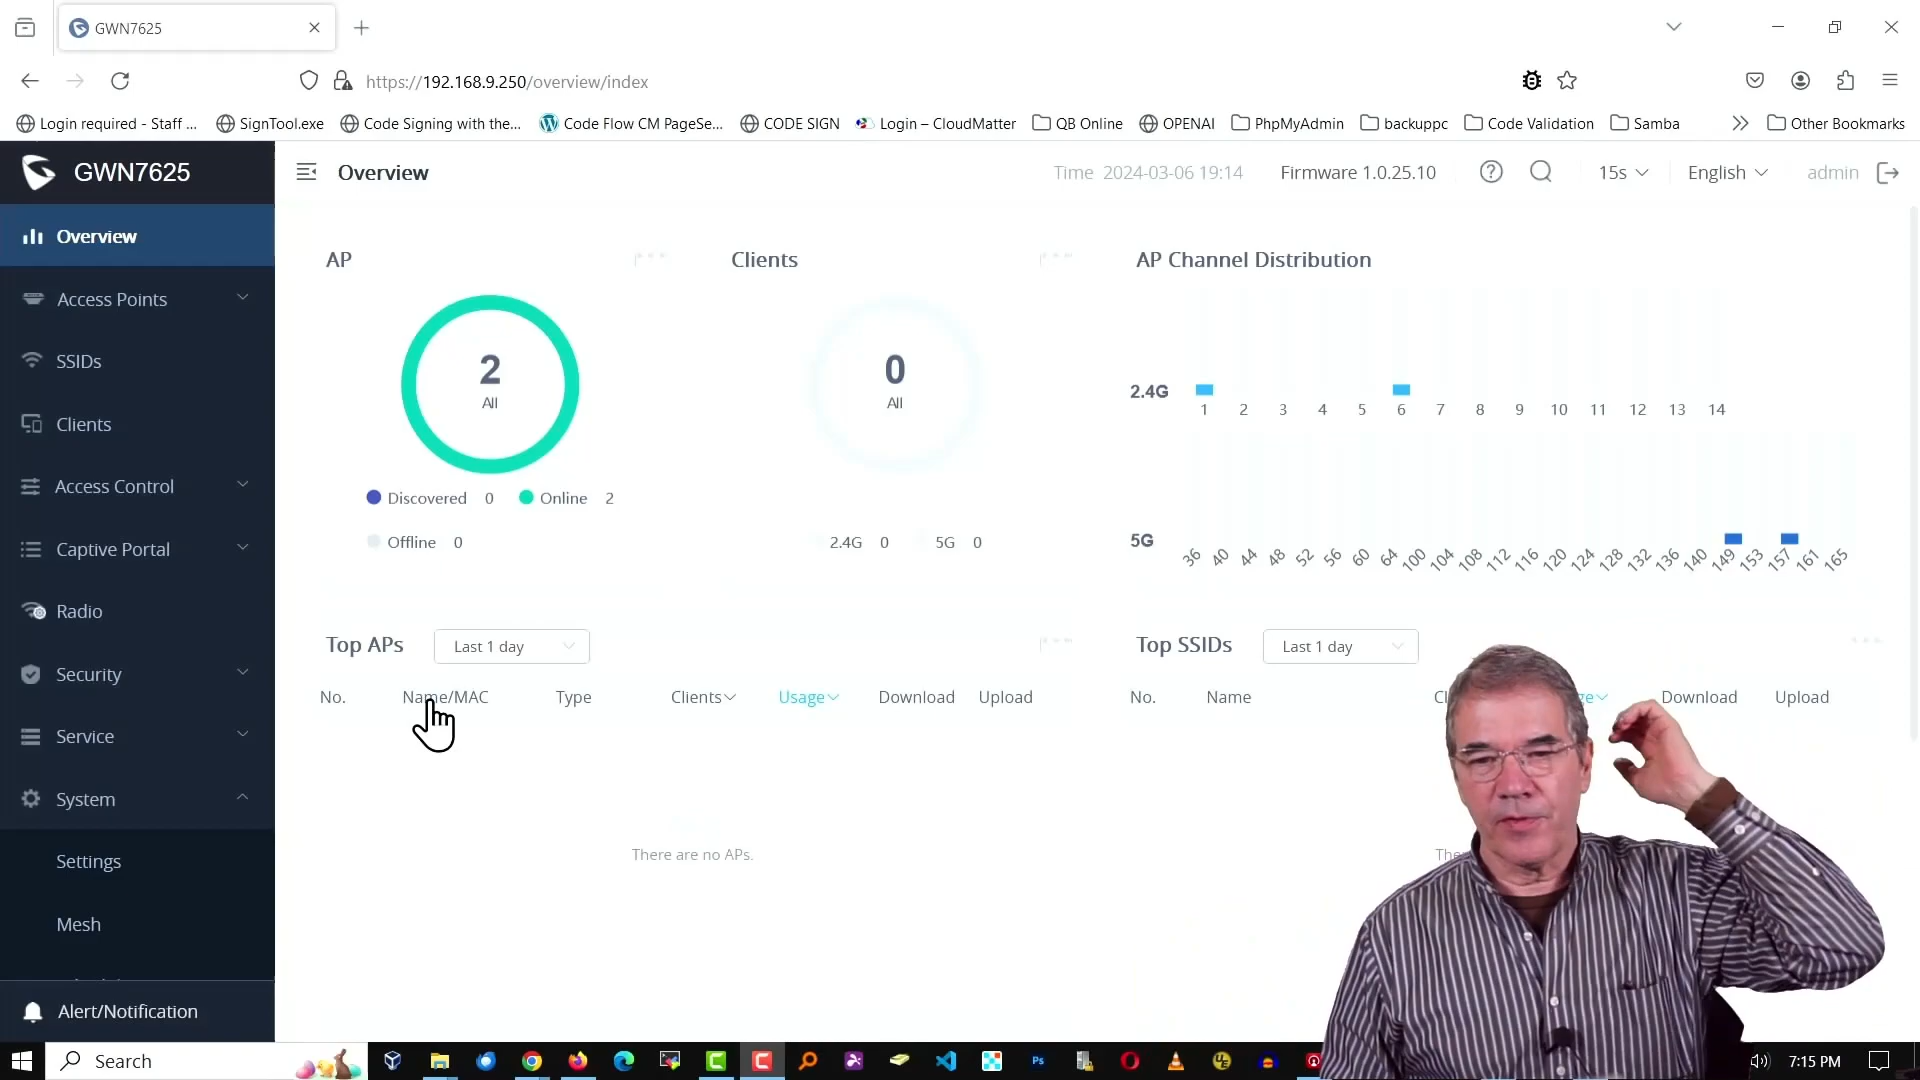 GWN7625
https://192.168.9.250/overview/index
Login required - Staff ...
SignTool.exe
Code Signing with the...
Code Flow CM PageSe...
CODE SIGN
Login – CloudMatter
QB Online
OPENAI
PhpMyAdmin
backuppc
Code Validation
Samba
Other Bookmarks
GWN7625
Overview
Time 2024-03-06 19:14
Firmware 1.0.25.10
15s
English
admin
Overview
Access Points
SSIDs
Clients
Access Control
Captive Portal
Radio
Security
Service
System
Settings
Mesh
Alert/Notification
AP
2
All
Discovered 0
Online 2
Offline 0
Clients
0
All
2.4G 0
5G 0
AP Channel Distribution
2.4G
1 2 3 4 5 6 7 8 9 10 11 12 13 14
5G
36 40 44 48 52 56 60 64 100 104 108 112 116 120 124 128 132 136 140 149 153 157 161 165
Top APs
Last 1 day
No. Name/MAC Type Clients Usage Download Upload
There are no APs.
Top SSIDs
Last 1 day
No. Name Download Upload
Search
Ps
7:15 PM